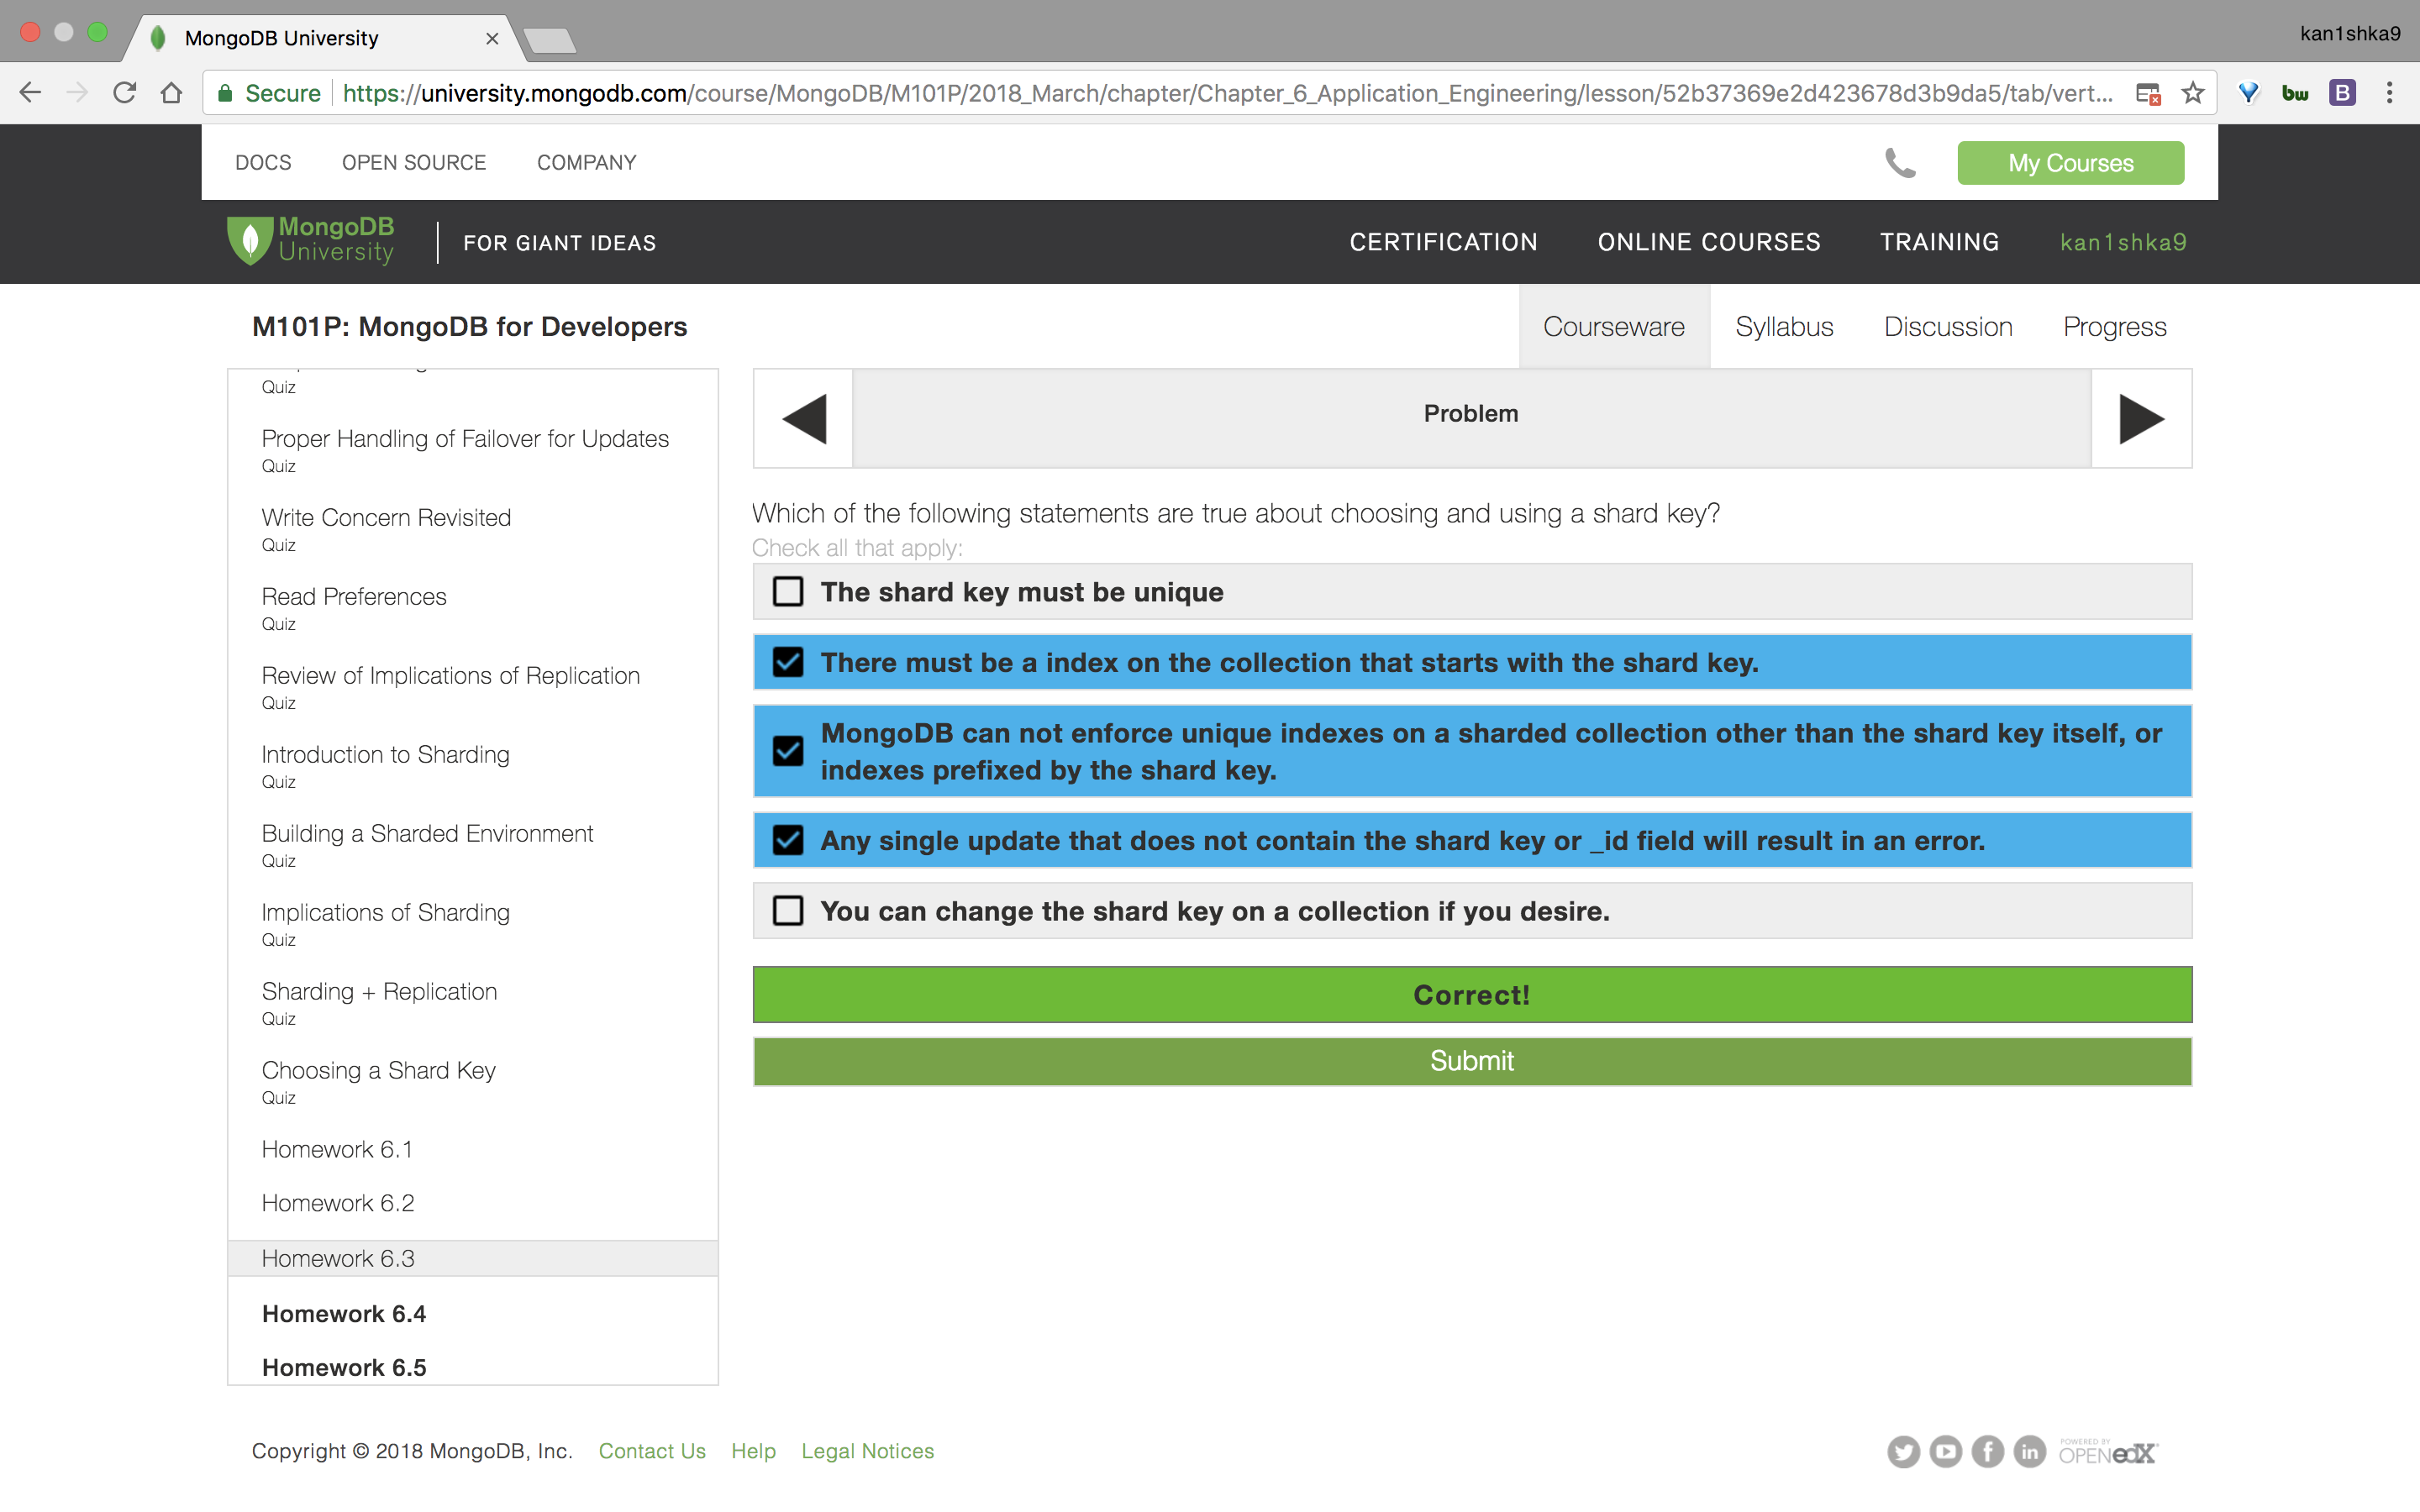 MongoDB University
kan1shka9
Secure
https://university.mongodb.com/course/MongoDB/M101P/2018_March/chapter/Chapter_6_Application_Engineering/lesson/52b37369e2d423678d3b9da5/tab/vert...
bw
B
DOCS
OPEN SOURCE
COMPANY
My Courses
MongoDB
University
FOR GIANT IDEAS
CERTIFICATION
ONLINE COURSES
TRAINING
kan1shka9
M101P: MongoDB for Developers
Courseware
Syllabus
Discussion
Progress
Quiz
Proper Handling of Failover for Updates
Quiz
Write Concern Revisited
Quiz
Read Preferences
Quiz
Review of Implications of Replication
Quiz
Introduction to Sharding
Quiz
Building a Sharded Environment
Quiz
Implications of Sharding
Quiz
Sharding + Replication
Quiz
Choosing a Shard Key
Quiz
Homework 6.1
Homework 6.2
Homework 6.3
Homework 6.4
Homework 6.5
Problem
Which of the following statements are true about choosing and using a shard key?
Check all that apply:
The shard key must be unique
There must be a index on the collection that starts with the shard key.
MongoDB can not enforce unique indexes on a sharded collection other than the shard key itself, or
indexes prefixed by the shard key.
Any single update that does not contain the shard key or _id field will result in an error.
You can change the shard key on a collection if you desire.
Correct!
Submit
Copyright © 2018 MongoDB, Inc.
Contact Us
Help
Legal Notices
POWERED BY
OPEN edX